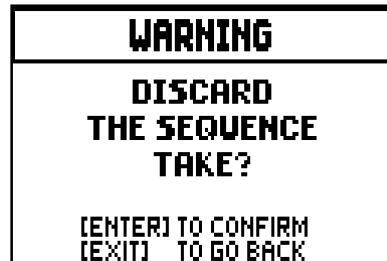 WARNING
DISCARD
THE SEQUENCE
TAKE?
[ENTER] TO CONFIRM
[EXIT] TO GO BACK